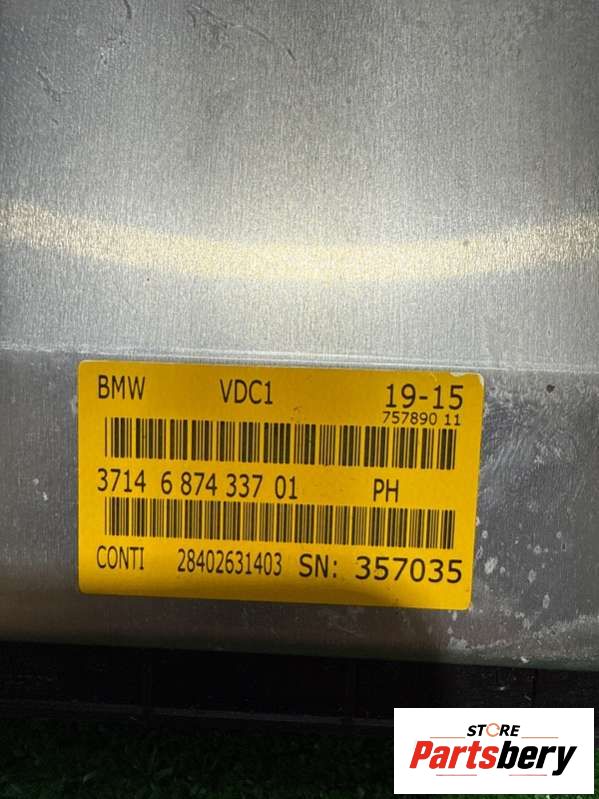 BMW VDC1 19-15
757890 11
3714 6 874 337 01 PH
CONTI 28402631403 SN: 357035
STORE
Partsbery